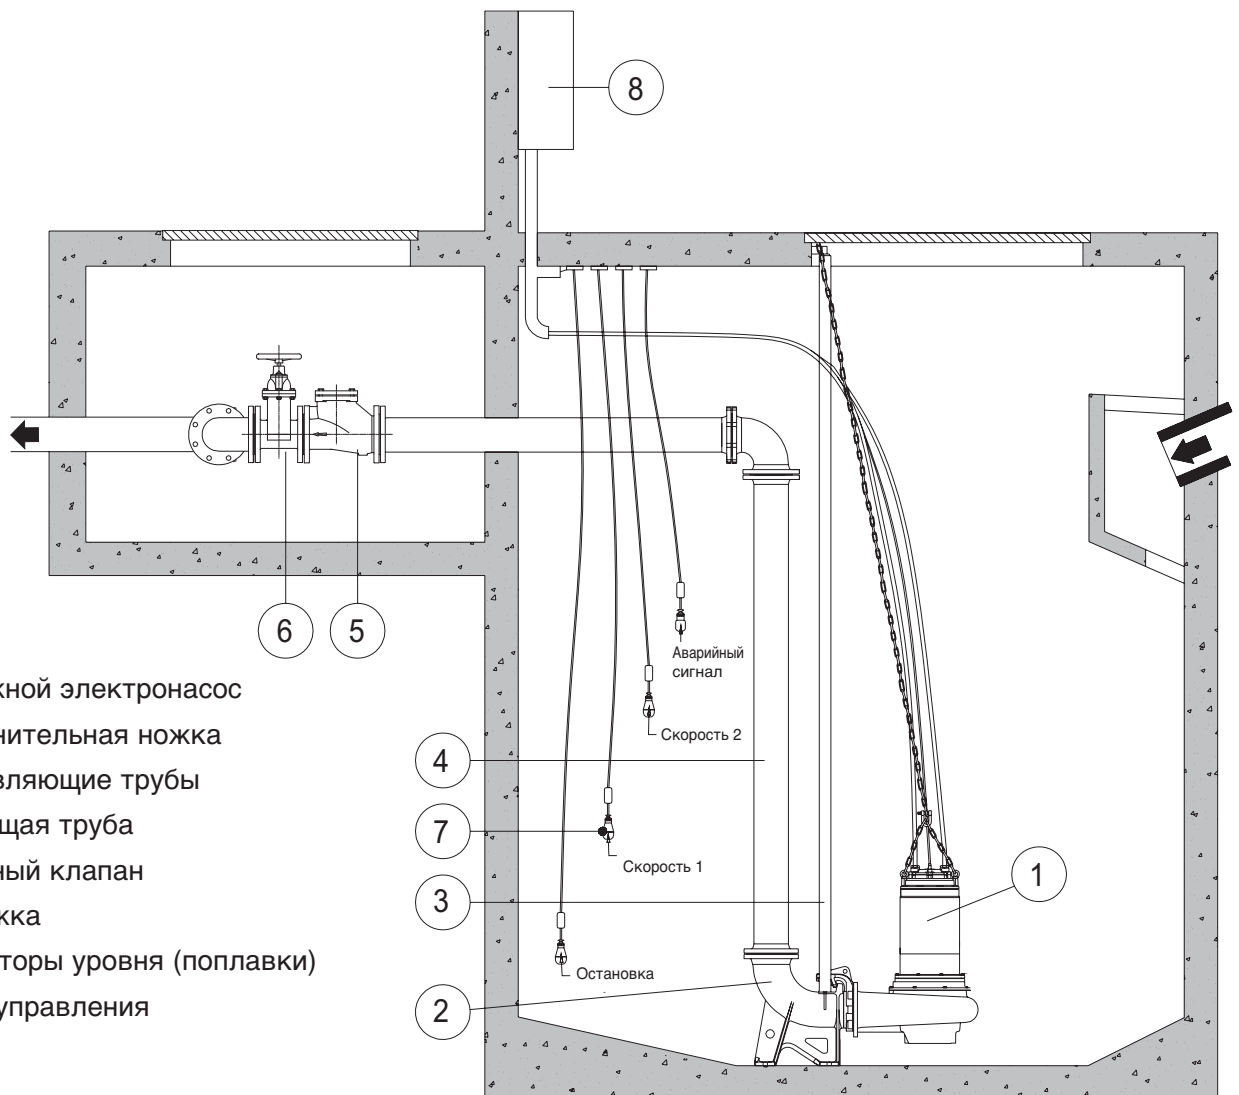 8
6
5
Аварийный
сигнал
жной электронасос
нительная ножка
Скорость 2
4
вляющие трубы
щая труба
7
Скорость 1
ный клапан
1
3
жка
торы уровня (поплавки)
Остановка
управления
2